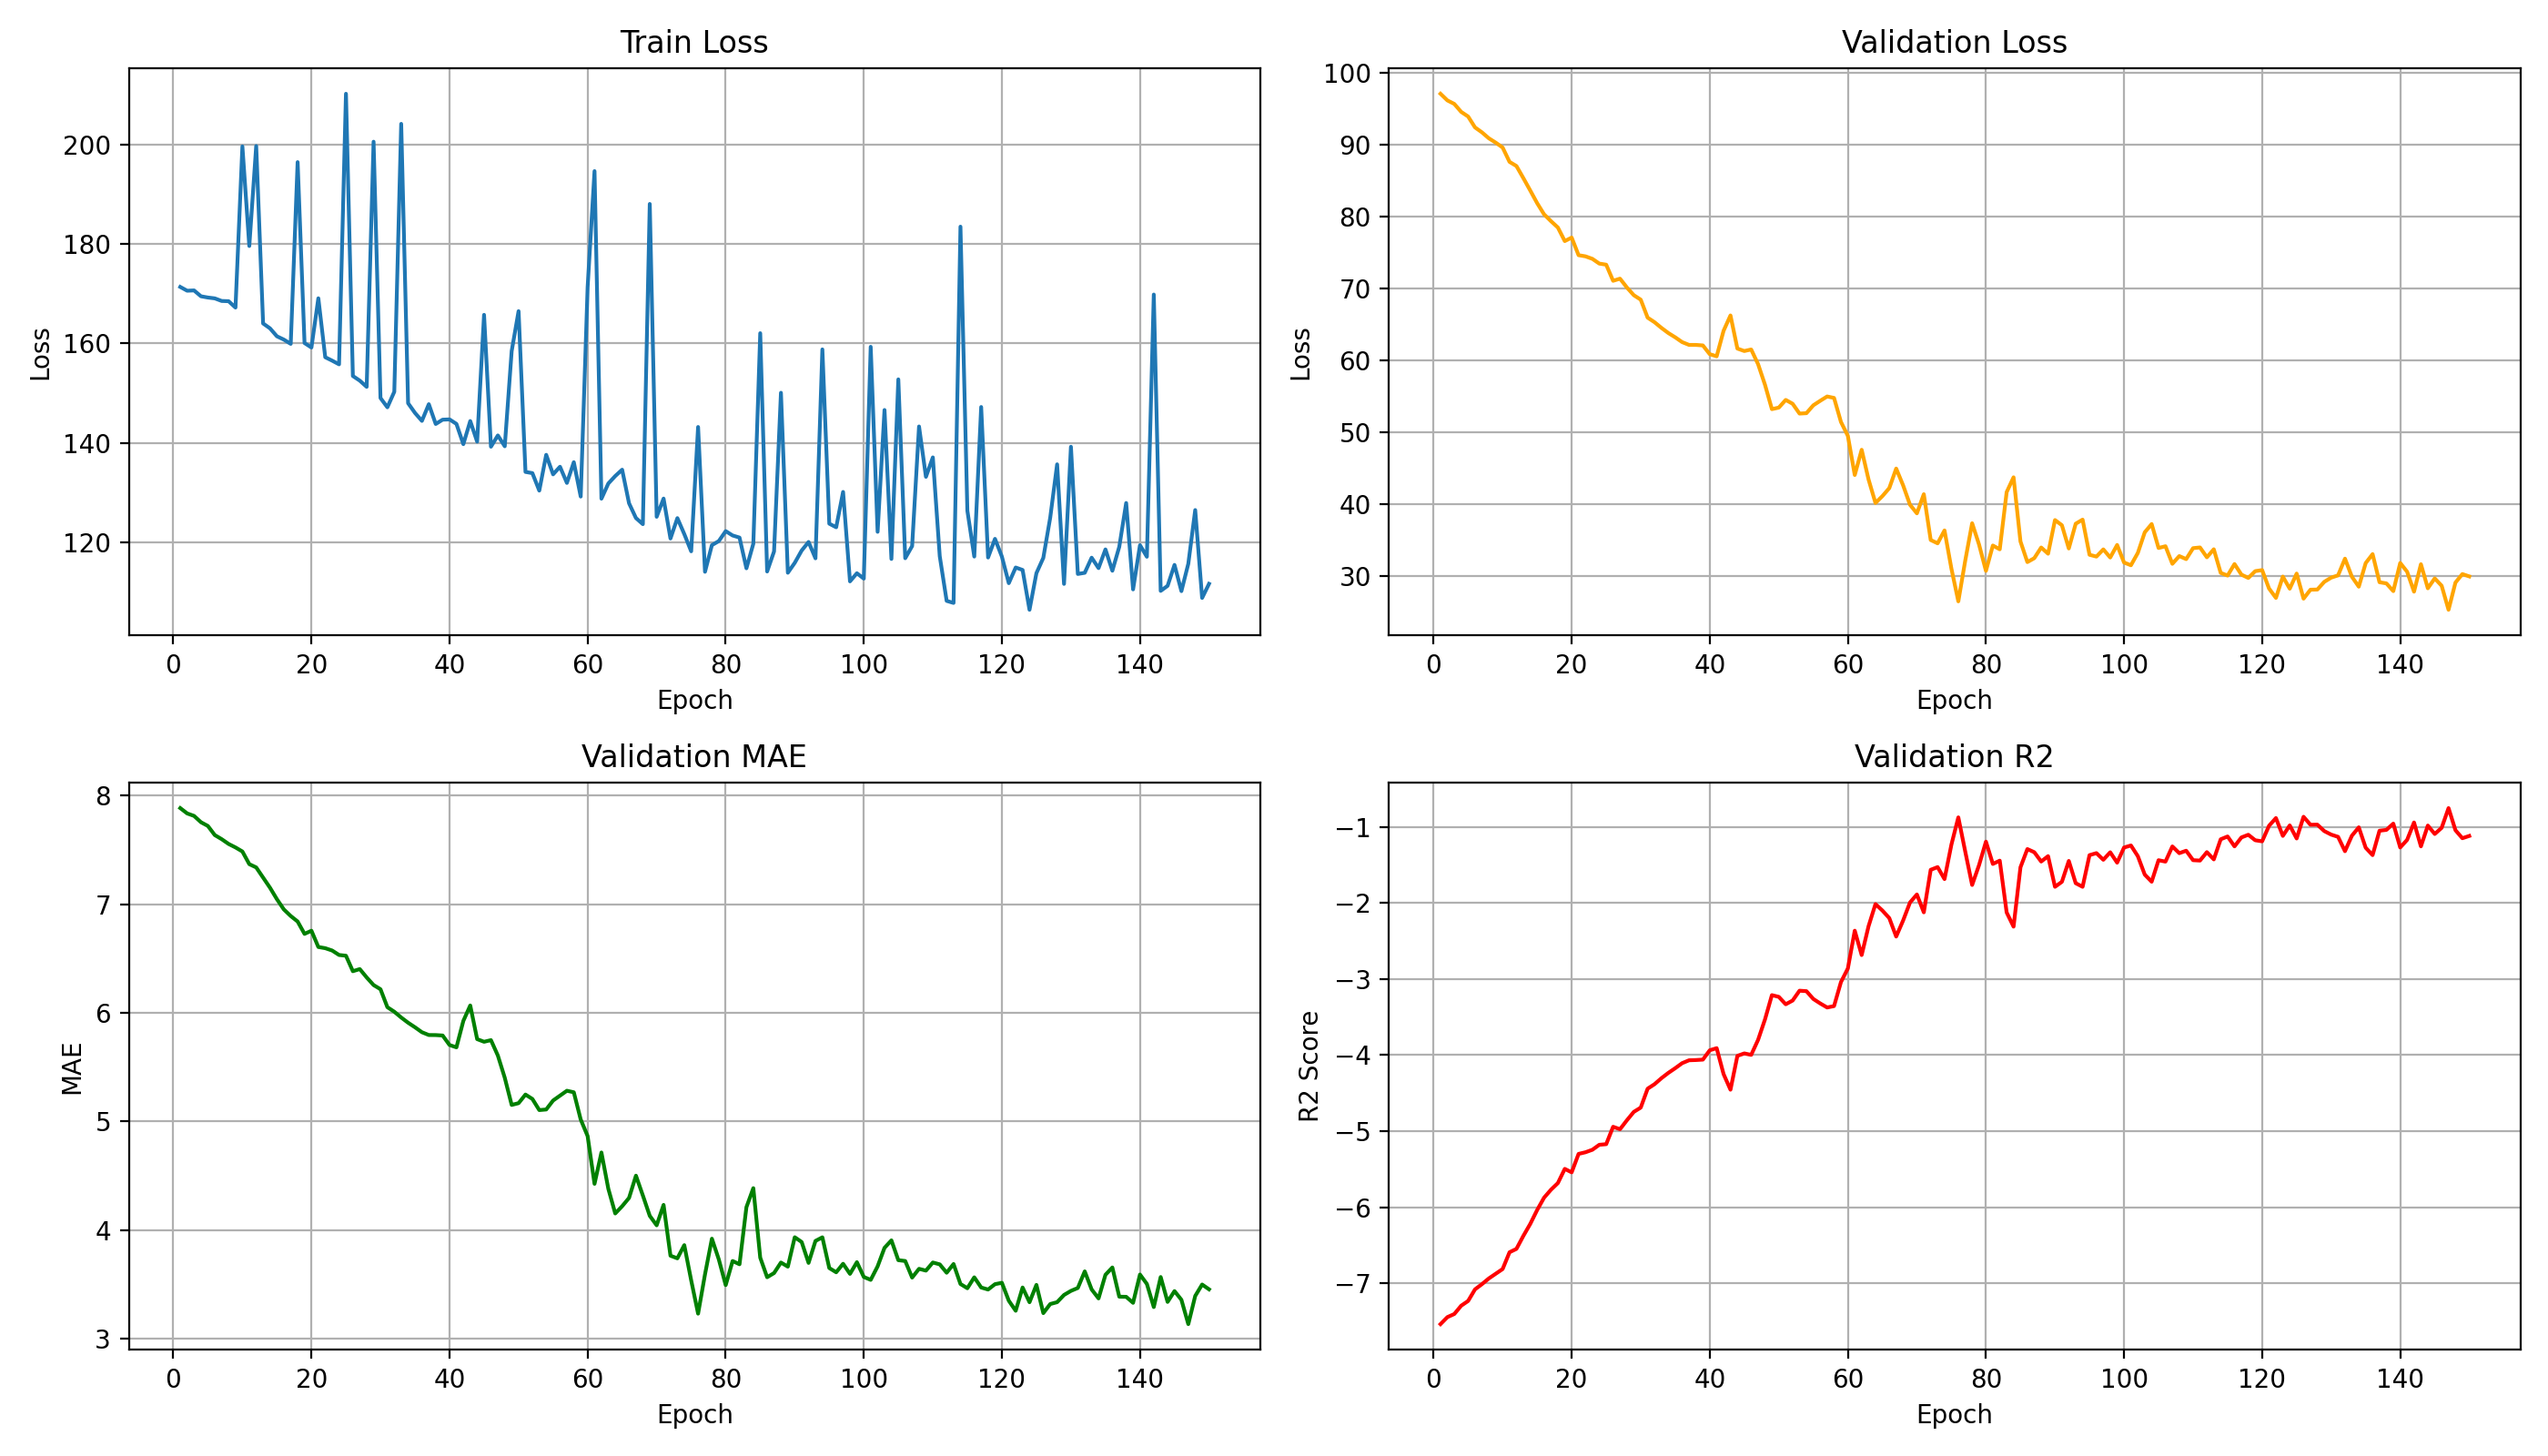 Train Loss
Loss
200
180
160
140
120
0 20 40 60 80 100 120 140
Epoch
Validation Loss
Loss
100
90
80
70
60
50
40
30
0 20 40 60 80 100 120 140
Epoch
Validation MAE
MAE
8
7
6
5
4
3
0 20 40 60 80 100 120 140
Epoch
Validation R2
R2 Score
−1
−2
−3
−4
−5
−6
−7
0 20 40 60 80 100 120 140
Epoch